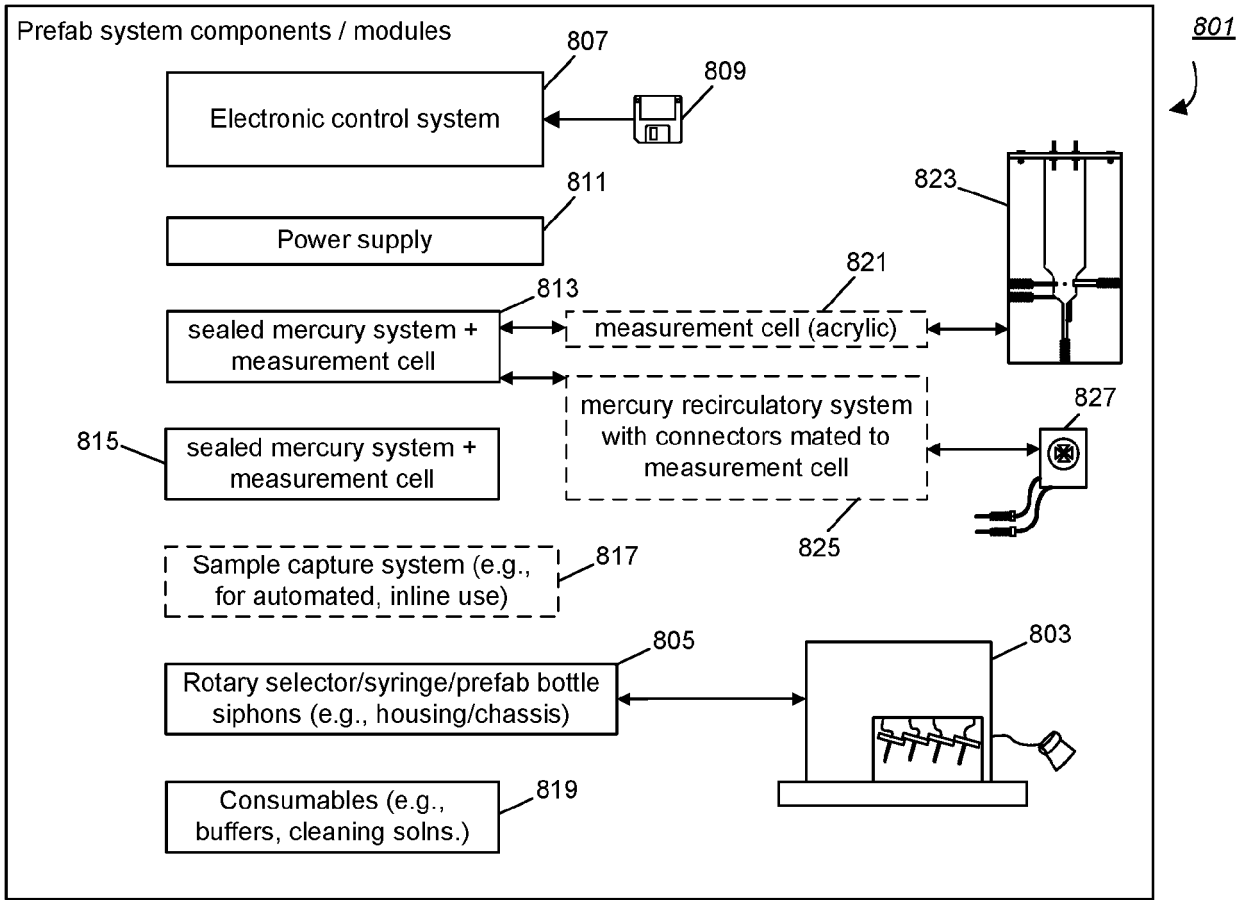 Prefab system components / modules
801
807
809
Electronic control system
811
823
Power supply
813
821
sealed mercury system +
measurement cell
measurement cell (acrylic)
mercury recirculatory system
with connectors mated to
measurement cell
827
815
sealed mercury system +
measurement cell
825
Sample capture system (e.g.,
for automated, inline use)
817
805
803
Rotary selector/syringe/prefab bottle
siphons (e.g., housing/chassis)
Consumables (e.g.,
buffers, cleaning solns.)
819